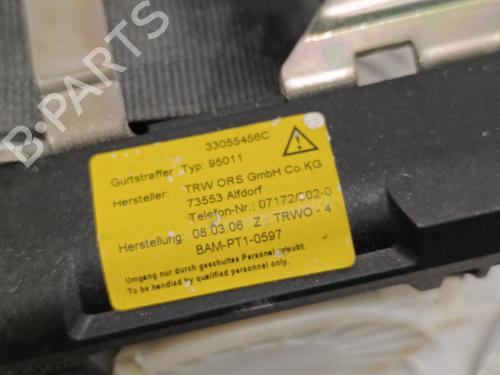 B-PARTS
33055456C
Gurtstraffer Typ: 95011
Hersteller: TRW ORS GmbH Co.KG
73553 Alfdorf
Telefon-Nr.: 07172/302-0
Herstellung: 08.03.06 Z.: TRWO - 4
BAM-PT1-0597
Umgang nur durch geschultes Personal erlaubt.
To be handled by qualified personnel only.